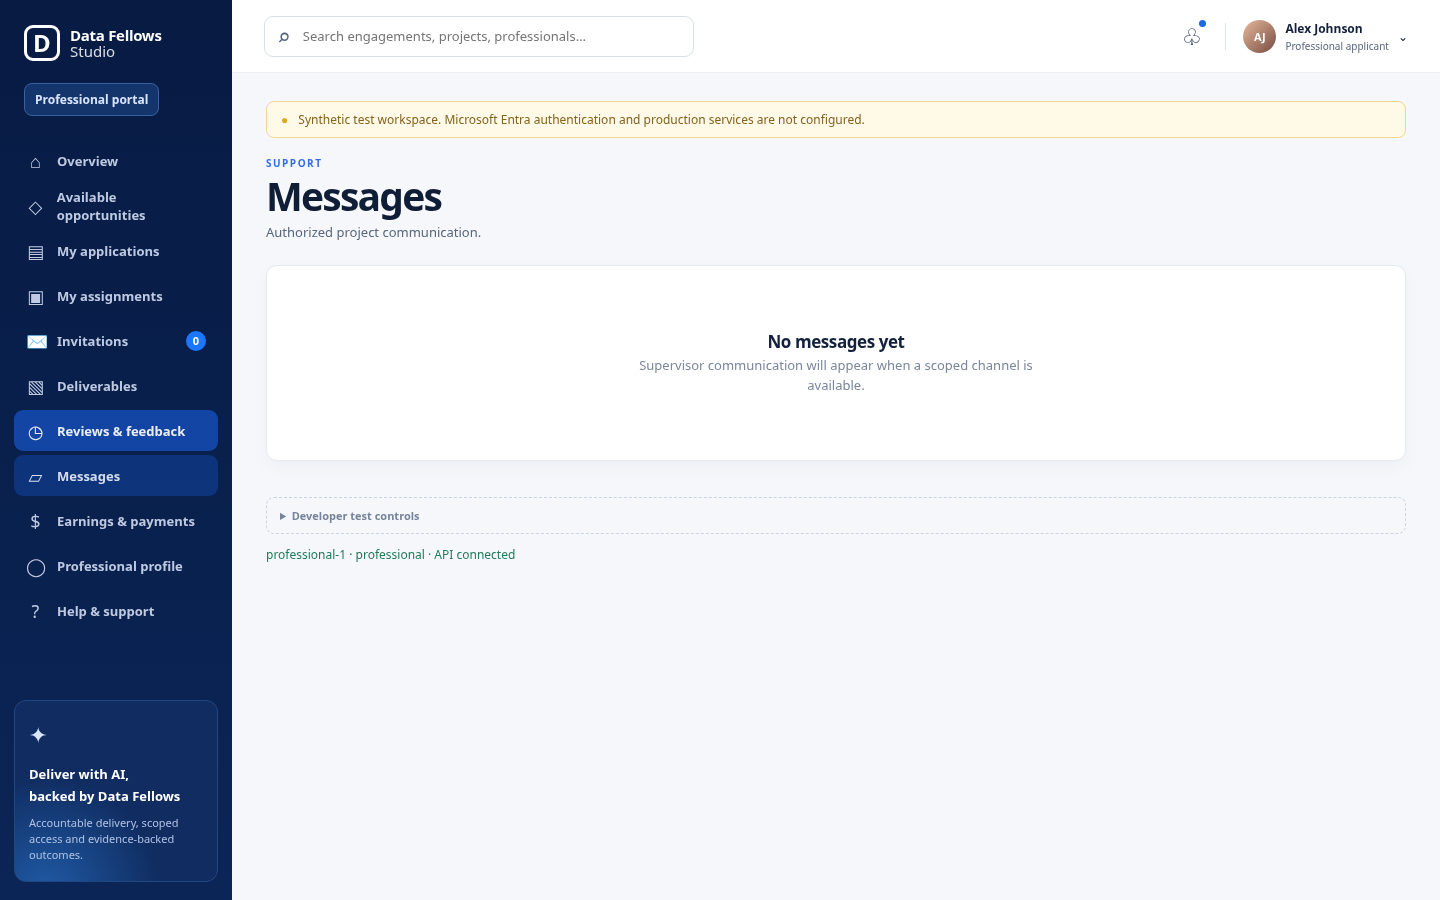 D
Data Fellows
Studio
Professional portal
Overview
Available
opportunities
My applications
My assignments
Invitations 0
Deliverables
Reviews & feedback
Messages
$ Earnings & payments
Professional profile
? Help & support
Deliver with AI,
backed by Data Fellows
Accountable delivery, scoped
access and evidence-backed
outcomes.
Search engagements, projects, professionals...
AJ
Alex Johnson
Professional applicant
Synthetic test workspace. Microsoft Entra authentication and production services are not configured.
SUPPORT
Messages
Authorized project communication.
No messages yet
Supervisor communication will appear when a scoped channel is
available.
Developer test controls
professional-1 · professional · API connected